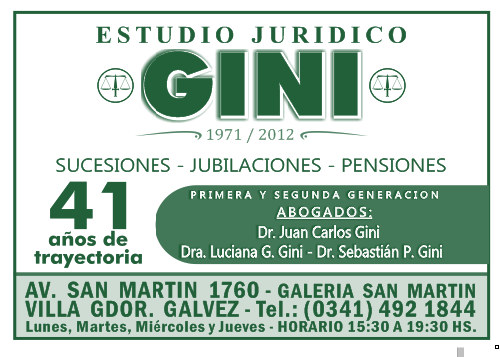 ESTUDIO JURIDICO
GINI
1971 / 2012
SUCESIONES - JUBILACIONES - PENSIONES
41
años de
trayectoria
PRIMERA Y SEGUNDA GENERACION
ABOGADOS:
Dr. Juan Carlos Gini
Dra. Luciana G. Gini - Dr. Sebastián P. Gini
AV. SAN MARTIN 1760 - GALERIA SAN MARTIN
VILLA GDOR. GALVEZ - Tel.: (0341) 492 1844
Lunes, Martes, Miércoles y Jueves - HORARIO 15:30 A 19:30 HS.